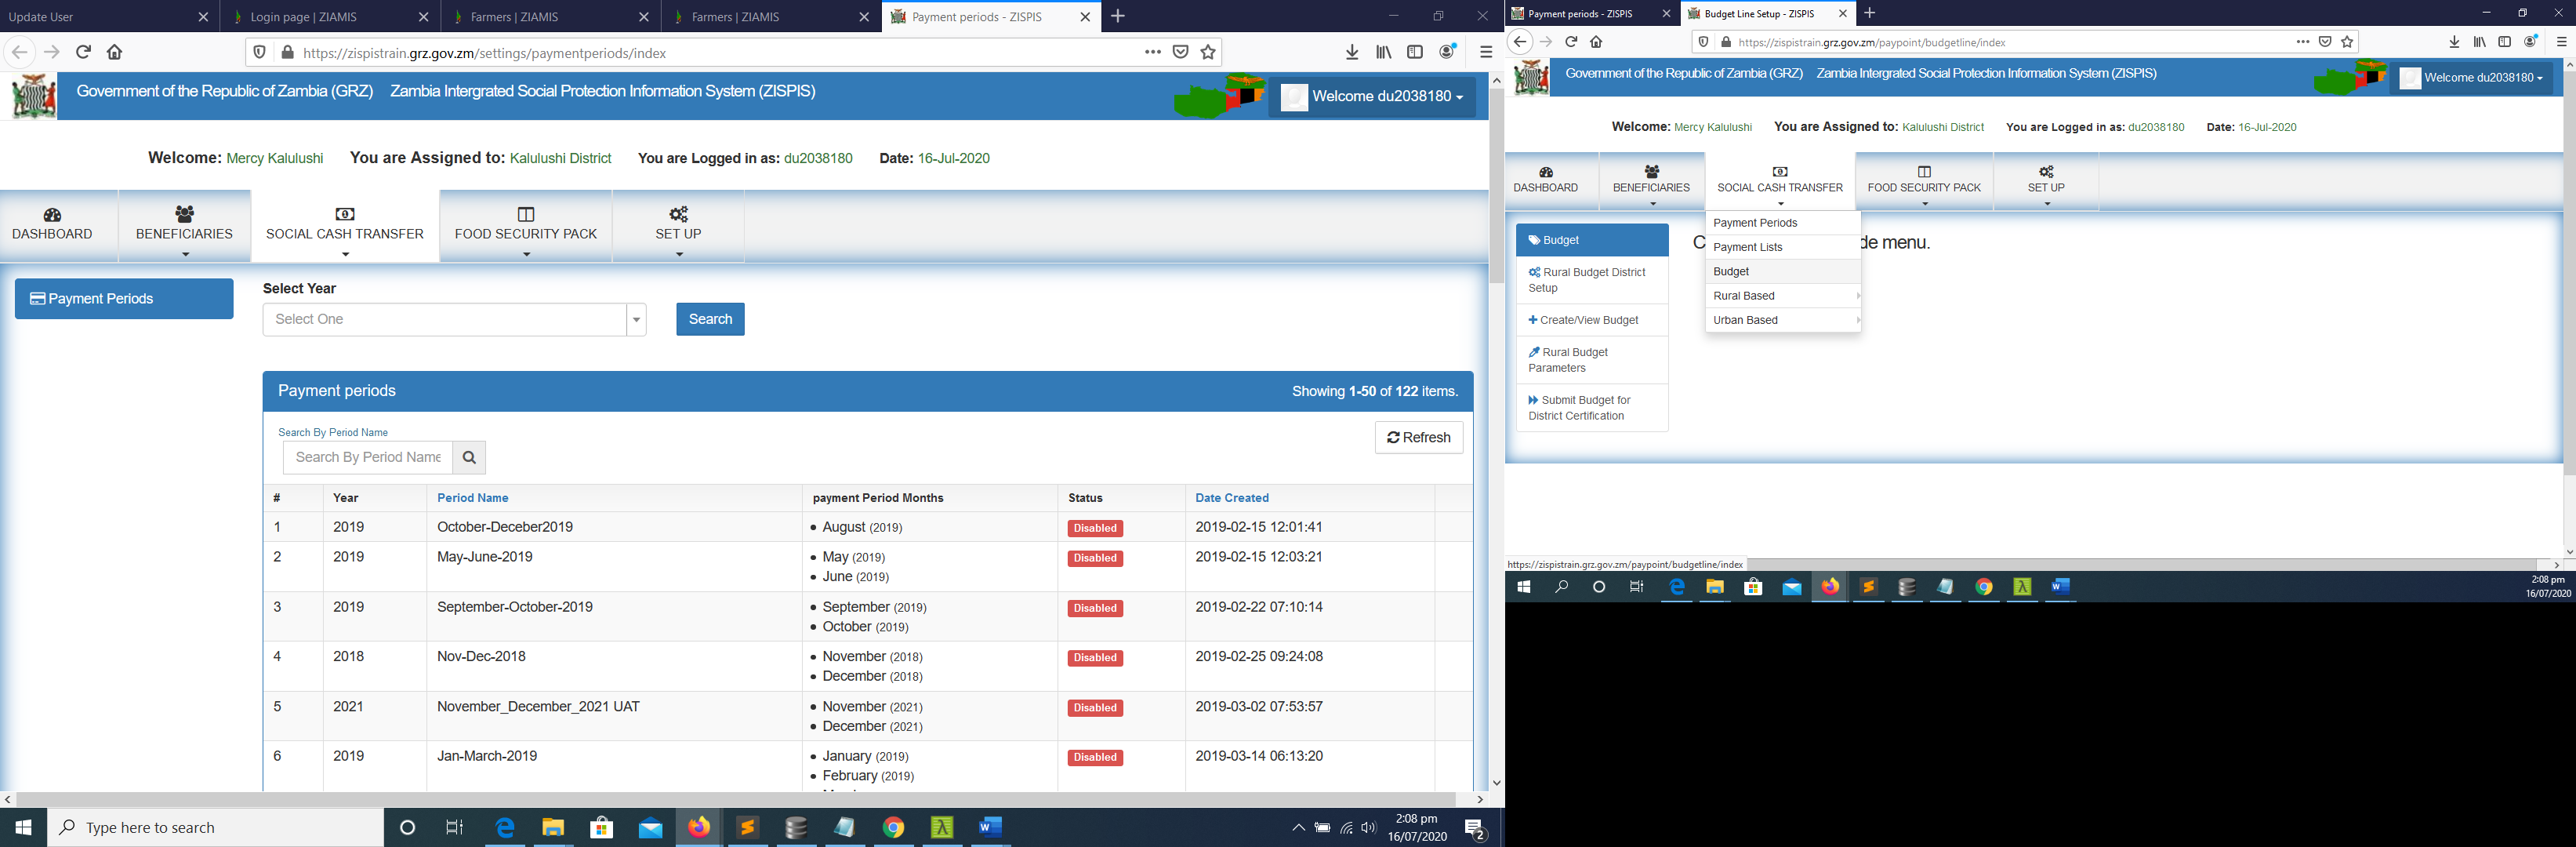 Update User
Login page | ZIAMIS
Farmers | ZIAMIS
Farmers | ZIAMIS
Payment periods - ZISPIS
https://zispistrain.grz.gov.zm/settings/paymentperiods/index
Government of the Republic of Zambia (GRZ) Zambia Intergrated Social Protection Information System (ZISPIS)
Welcome du2038180
Welcome: Mercy Kalulushi You are Assigned to: Kalulushi District You are Logged in as: du2038180 Date: 16-Jul-2020
DASHBOARD BENEFICIARIES SOCIAL CASH TRANSFER FOOD SECURITY PACK SET UP
Payment Periods
Select Year
Select One
Search
Payment periods
Showing 1-50 of 122 items.
Search By Period Name
Search By Period Name
Refresh
# Year Period Name payment Period Months Status Date Created
1 2019 October-Deceber2019 August (2019) Disabled 2019-02-15 12:01:41
2 2019 May-June-2019 May (2019) Disabled 2019-02-15 12:03:21
June (2019)
3 2019 September-October-2019 September (2019) Disabled 2019-02-22 07:10:14
October (2019)
4 2018 Nov-Dec-2018 November (2018) Disabled 2019-02-25 09:24:08
December (2018)
5 2021 November_December_2021 UAT November (2021) Disabled 2019-03-02 07:53:57
December (2021)
6 2019 Jan-March-2019 January (2019) Disabled 2019-03-14 06:13:20
February (2019)
Type here to search
2:08 pm
16/07/2020
2
Payment periods - ZISPIS
Budget Line Setup - ZISPIS
https://zispistrain.grz.gov.zm/paypoint/budgetline/index
Government of the Republic of Zambia (GRZ) Zambia Intergrated Social Protection Information System (ZISPIS)
Welcome du2038180
Welcome: Mercy Kalulushi You are Assigned to: Kalulushi District You are Logged in as: du2038180 Date: 16-Jul-2020
DASHBOARD BENEFICIARIES SOCIAL CASH TRANSFER FOOD SECURITY PACK SET UP
Budget
Rural Budget District
Setup
Create/View Budget
Rural Budget
Parameters
Submit Budget for
District Certification
Payment Periods
Payment Lists
Budget
Rural Based
Urban Based
C de menu.
https://zispistrain.grz.gov.zm/paypoint/budgetline/index
2:08 pm
16/07/2020